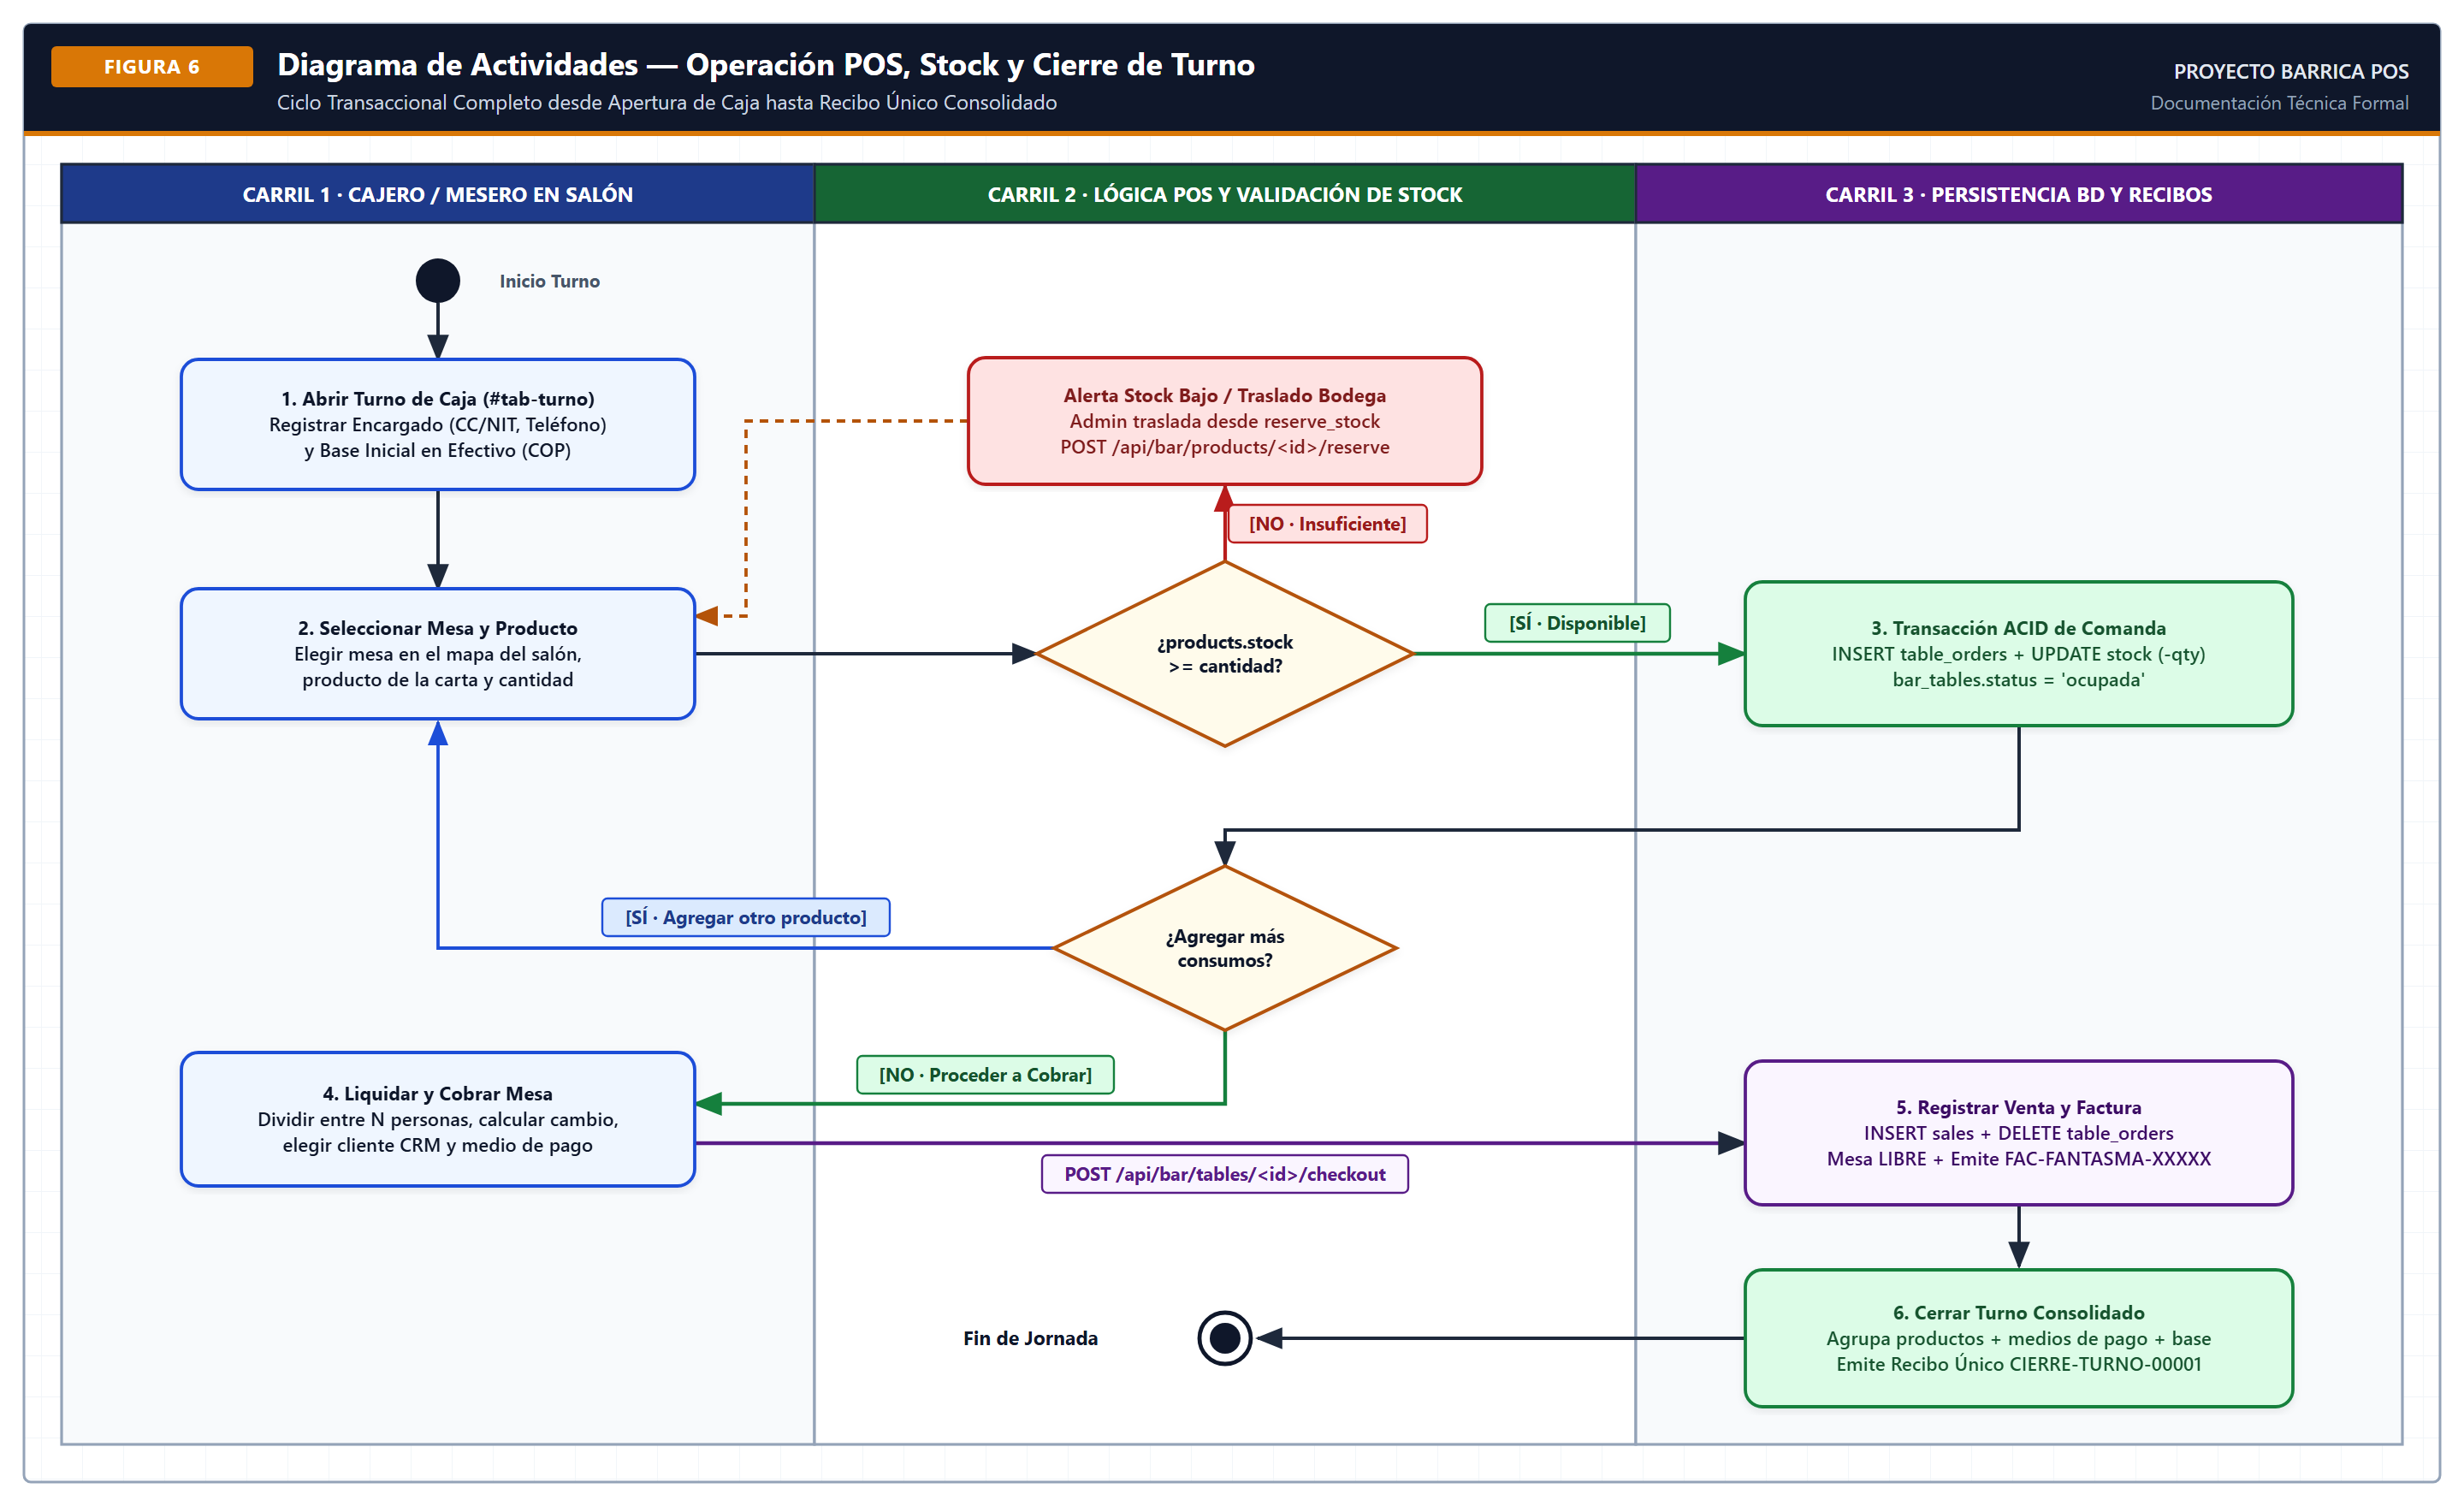 FIGURA 6
Diagrama de Actividades — Operación POS, Stock y Cierre de Turno
Ciclo Transaccional Completo desde Apertura de Caja hasta Recibo Único Consolidado
PROYECTO BARRICA POS
Documentación Técnica Formal
CARRIL 1 · CAJERO / MESERO EN SALÓN
CARRIL 2 · LÓGICA POS Y VALIDACIÓN DE STOCK
CARRIL 3 · PERSISTENCIA BD Y RECIBOS
Inicio Turno
1. Abrir Turno de Caja (#tab-turno)
Registrar Encargado (CC/NIT, Teléfono)
y Base Inicial en Efectivo (COP)
Alerta Stock Bajo / Traslado Bodega
Admin traslada desde reserve_stock
POST /api/bar/products/<id>/reserve
[NO · Insuficiente]
2. Seleccionar Mesa y Producto
Elegir mesa en el mapa del salón,
producto de la carta y cantidad
¿products.stock
>= cantidad?
[SÍ · Disponible]
3. Transacción ACID de Comanda
INSERT table_orders + UPDATE stock (-qty)
bar_tables.status = 'ocupada'
[SÍ · Agregar otro producto]
¿Agregar más
consumos?
[NO · Proceder a Cobrar]
4. Liquidar y Cobrar Mesa
Dividir entre N personas, calcular cambio,
elegir cliente CRM y medio de pago
POST /api/bar/tables/<id>/checkout
5. Registrar Venta y Factura
INSERT sales + DELETE table_orders
Mesa LIBRE + Emite FAC-FANTASMA-XXXXX
Fin de Jornada
6. Cerrar Turno Consolidado
Agrupa productos + medios de pago + base
Emite Recibo Único CIERRE-TURNO-00001